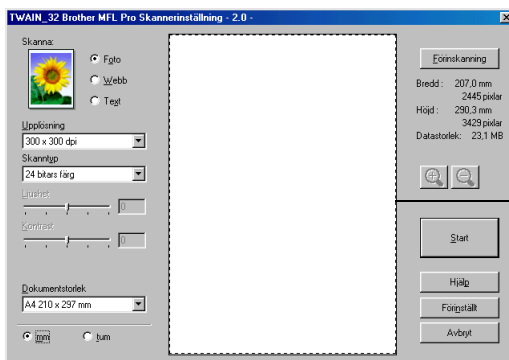 TWAIN_32 Brother MFL Pro Skannerinställning - 2.0 -
Skanna:
Foto
Webb
Text
Upplösning
300 x 300 dpi
Skanntyp
24 bitars färg
Ljushet
0
Kontrast
0
Dokumentstorlek
A4 210 x 297 mm
mm
tum
Förinskanning
Bredd : 207,0 mm
2445 pixlar
Höjd : 290,3 mm
3429 pixlar
Datastorlek: 23,1 MB
Start
Hjälp
Förinställt
Avbryt